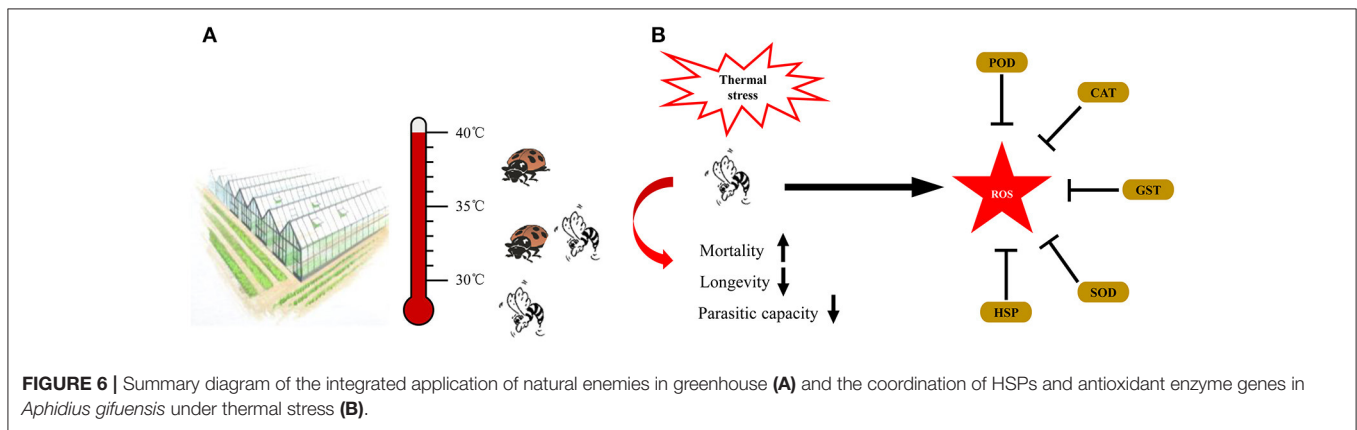 A
40℃
35℃
30℃
B
Thermal
stress
Mortality
Longevity
Parasitic capacity
POD
CAT
GST
SOD
HSP
ROS
FIGURE 6 | Summary diagram of the integrated application of natural enemies in greenhouse (A) and the coordination of HSPs and antioxidant enzyme genes in
Aphidius gifuensis under thermal stress (B).